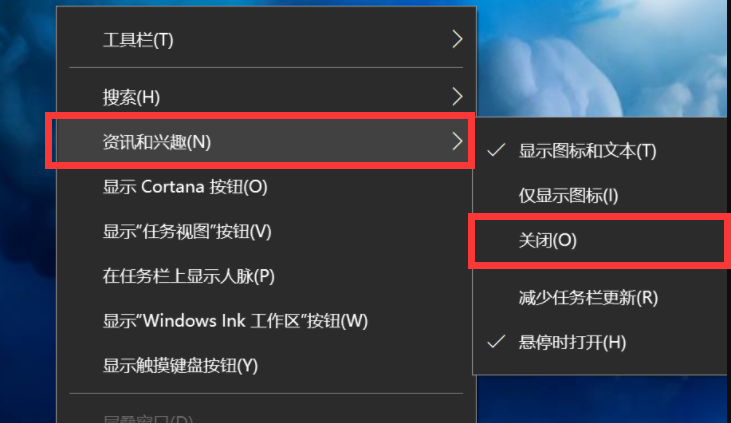 工具栏(T)
搜索(H)
资讯和兴趣(N)
显示 Cortana 按钮(O)
显示“任务视图”按钮(V)
在任务栏上显示人脉(P)
显示“Windows Ink 工作区”按钮(W)
显示触摸键盘按钮(Y)
显示图标和文本(T)
仅显示图标(I)
关闭(O)
减少任务栏更新(R)
悬停时打开(H)